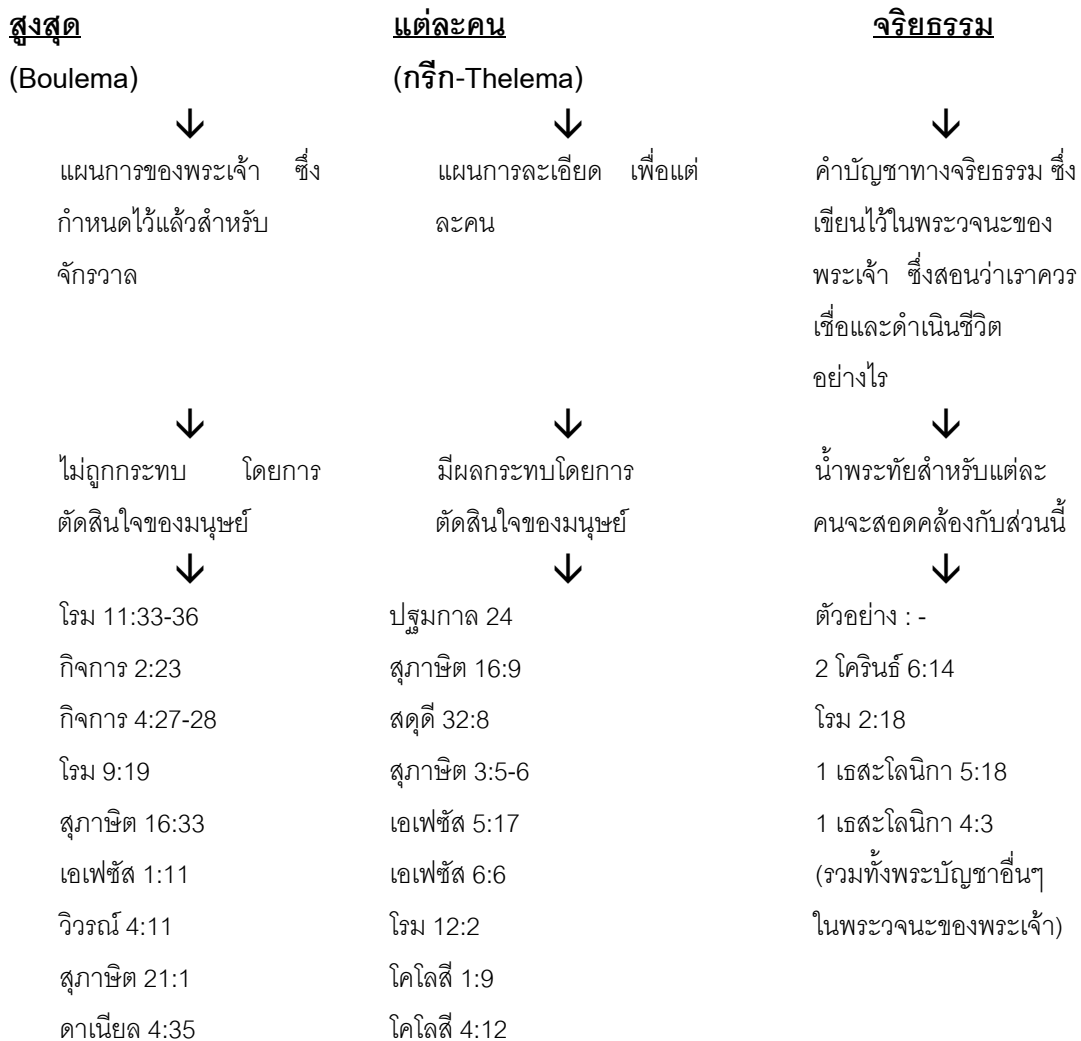 สูงสุด
(Boulema)
แผนการของพระเจ้า ซึ่ง
กำหนดไว้แล้วสำหรับ
จักรวาล
ไม่ถูกกระทบ โดยการ
ตัดสินใจของมนุษย์
โรม 11:33-36
กิจการ 2:23
กิจการ 4:27-28
โรม 9:19
สุภาษิต 16:33
เอเฟซัส 1:11
วิวรณ์ 4:11
สุภาษิต 21:1
ดาเนียล 4:35
แต่ละคน
(กรีก-Thelema)
แผนการละเอียด เพื่อแต่
ละคน
มีผลกระทบโดยการ
ตัดสินใจของมนุษย์
ปฐมกาล 24
สุภาษิต 16:9
สดุดี 32:8
สุภาษิต 3:5-6
เอเฟซัส 5:17
เอเฟซัส 6:6
โรม 12:2
โคโลสี 1:9
โคโลสี 4:12
จริยธรรม
คำบัญชาทางจริยธรรม ซึ่ง
เขียนไว้ในพระวจนะของ
พระเจ้า ซึ่งสอนว่าเราควร
เชื่อและดำเนินชีวิต
อย่างไร
น้ำพระทัยสำหรับแต่ละ
คนจะสอดคล้องกับส่วนนี้
ตัวอย่าง : -
2 โครินธ์ 6:14
โรม 2:18
1 เธสะโลนิกา 5:18
1 เธสะโลนิกา 4:3
(รวมทั้งพระบัญชาอื่นๆ
ในพระวจนะของพระเจ้า)